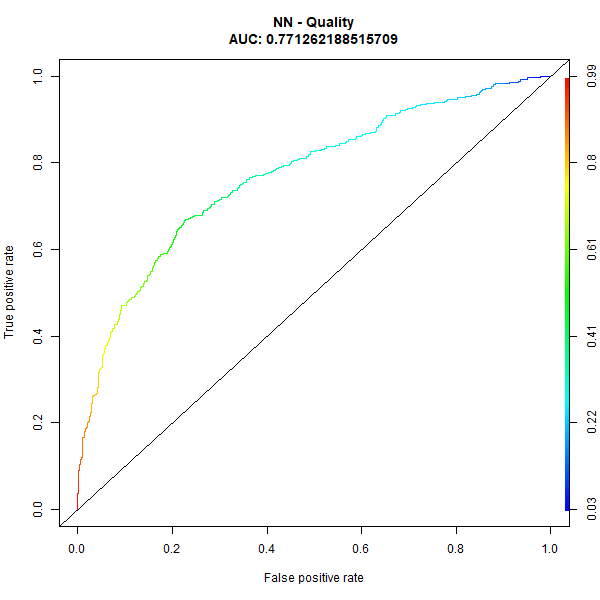 NN - Quality
AUC: 0.771262188515709
True positive rate
1.0
0.8
0.6
0.4
0.2
0.0
0.99
0.8
0.61
0.41
0.22
0.03
0.0 0.2 0.4 0.6 0.8 1.0
False positive rate